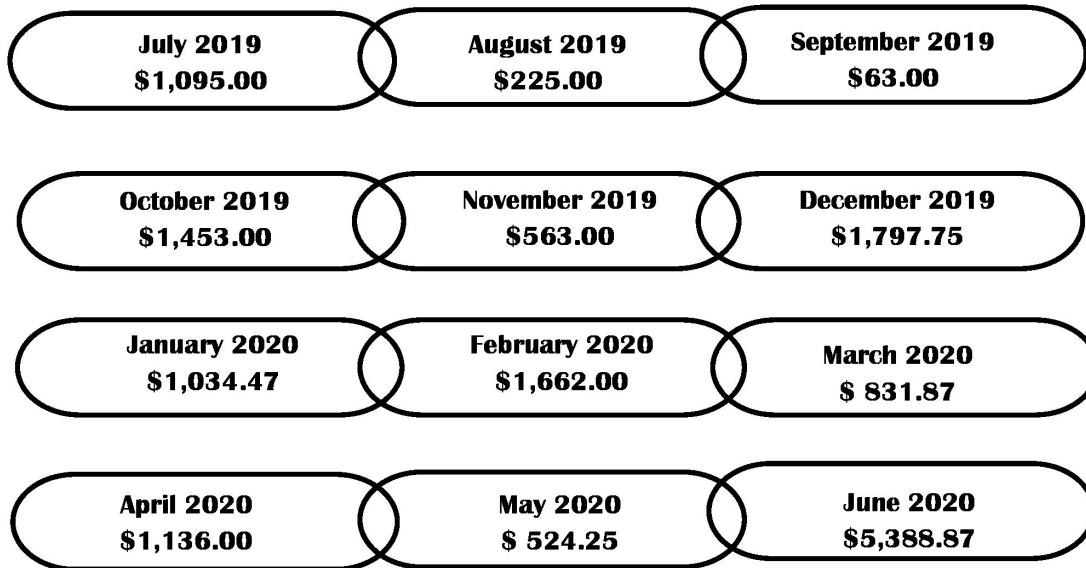 July 2019
$1,095.00
August 2019
$225.00
September 2019
$63.00
October 2019
$1,453.00
November 2019
$563.00
December 2019
$1,797.75
January 2020
$1,034.47
February 2020
$1,662.00
March 2020
$ 831.87
April 2020
$1,136.00
May 2020
$ 524.25
June 2020
$5,388.87